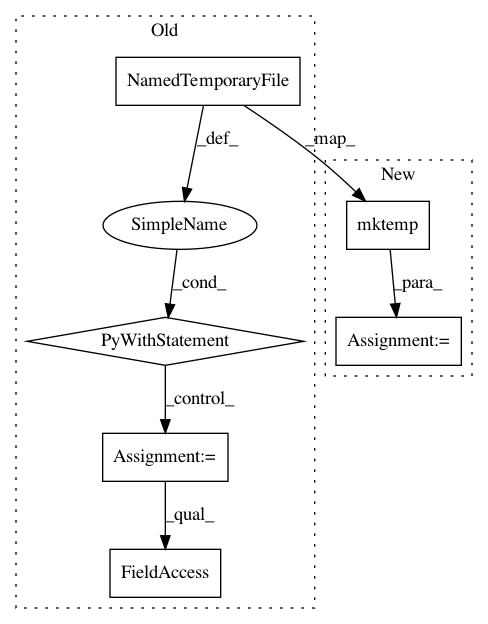 Old
NamedTemporaryFile
_def_
_map_
New
SimpleName
mktemp
_cond_
_para_
PyWithStatement
Assignment:=
_control_
Assignment:=
_qual_
FieldAccess